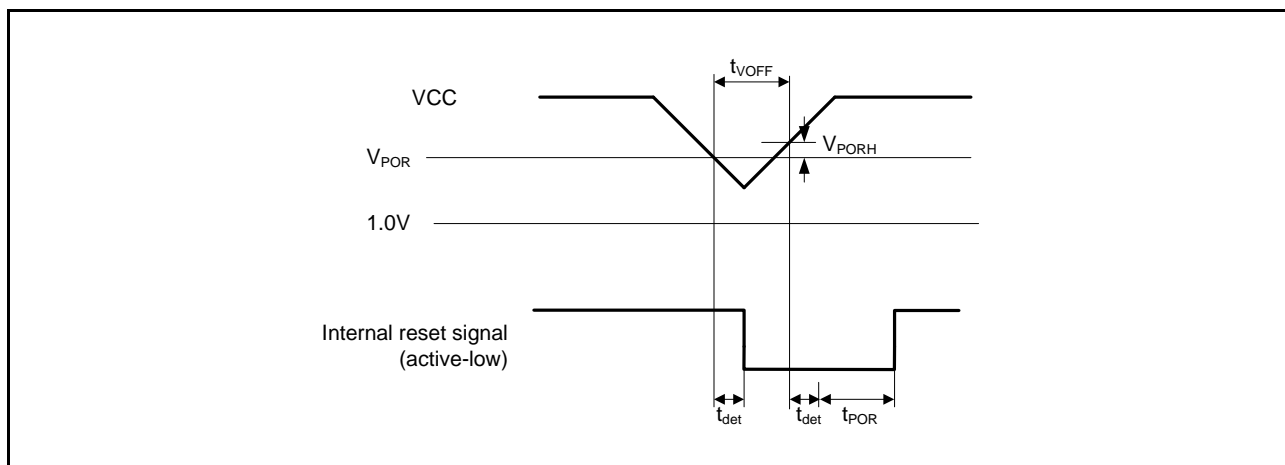 tVOFF
VCC
VPORH
VPOR
1.0V
Internal reset signal
(active-low)
tdet
tdet
tPOR